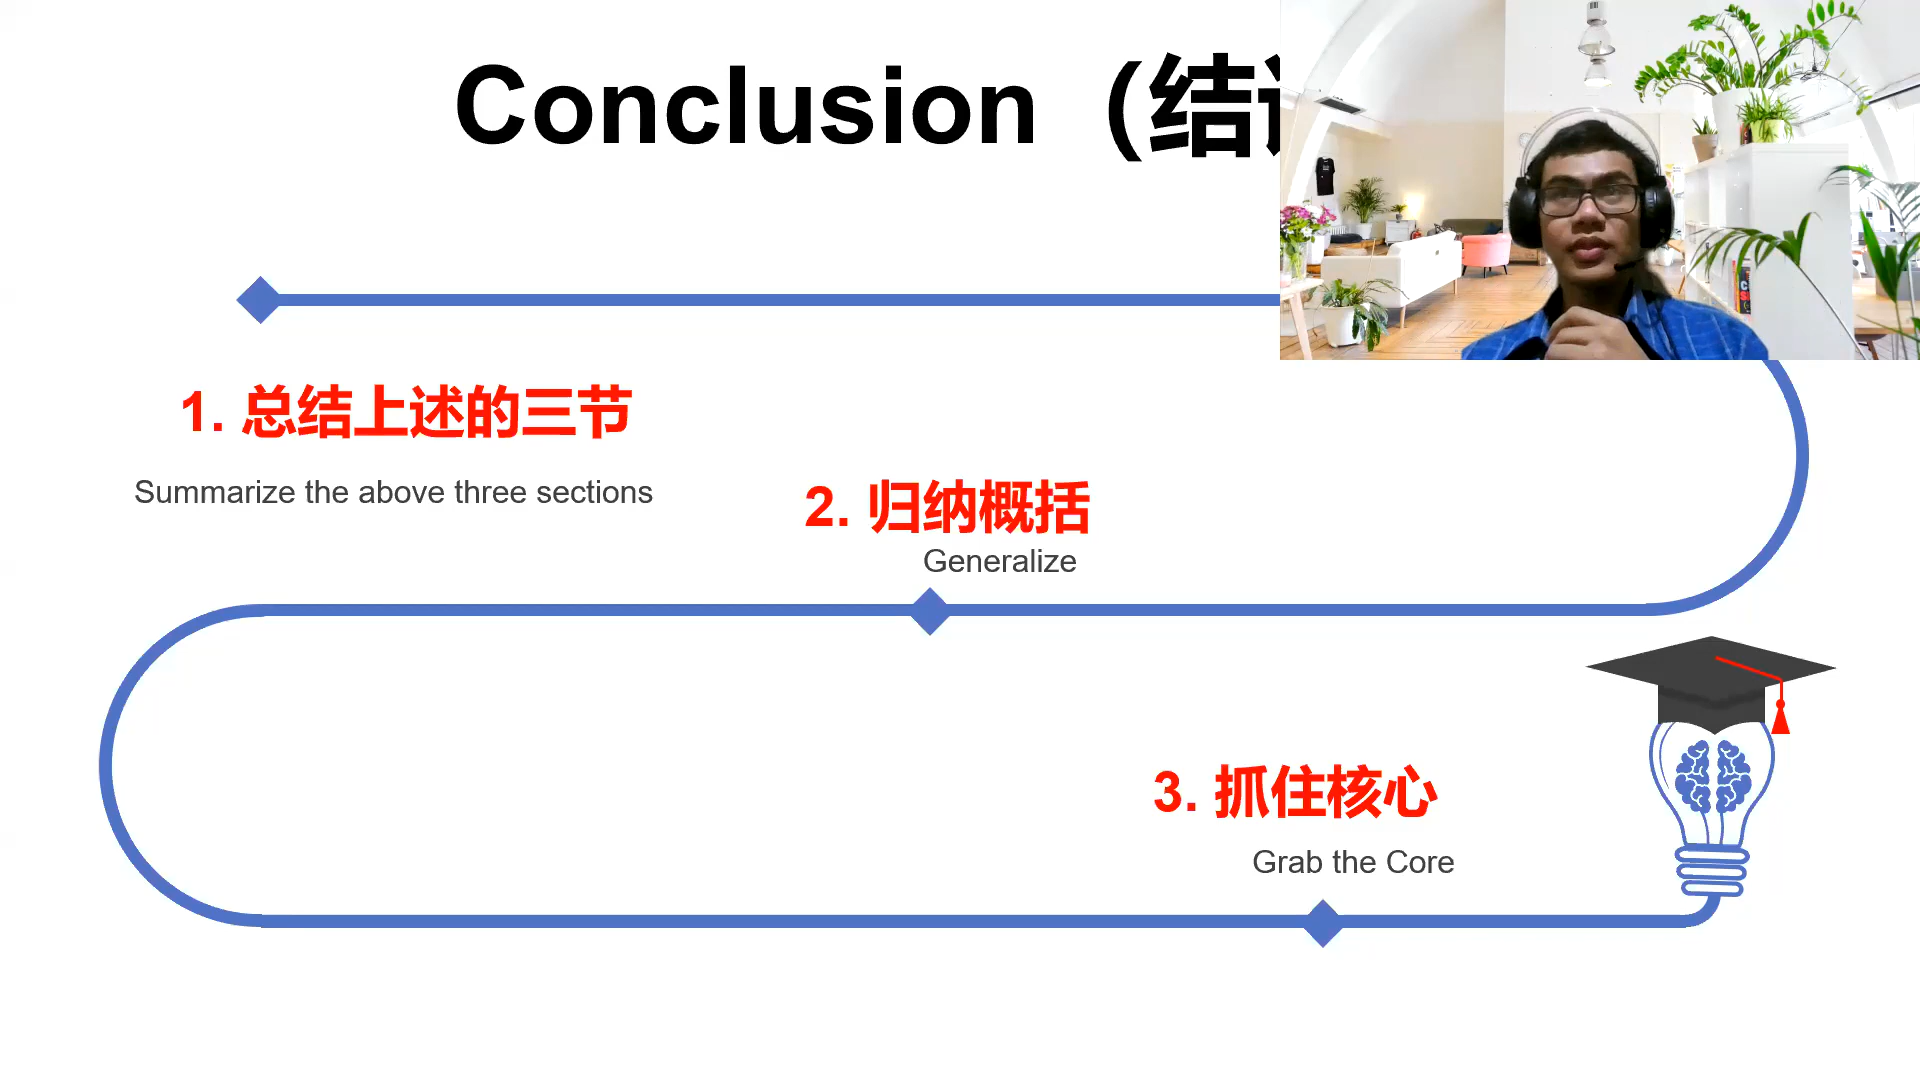 Conclusion（结
1. 总结上述的三节
Summarize the above three sections
2. 归纳概括
Generalize
3. 抓住核心
Grab the Core